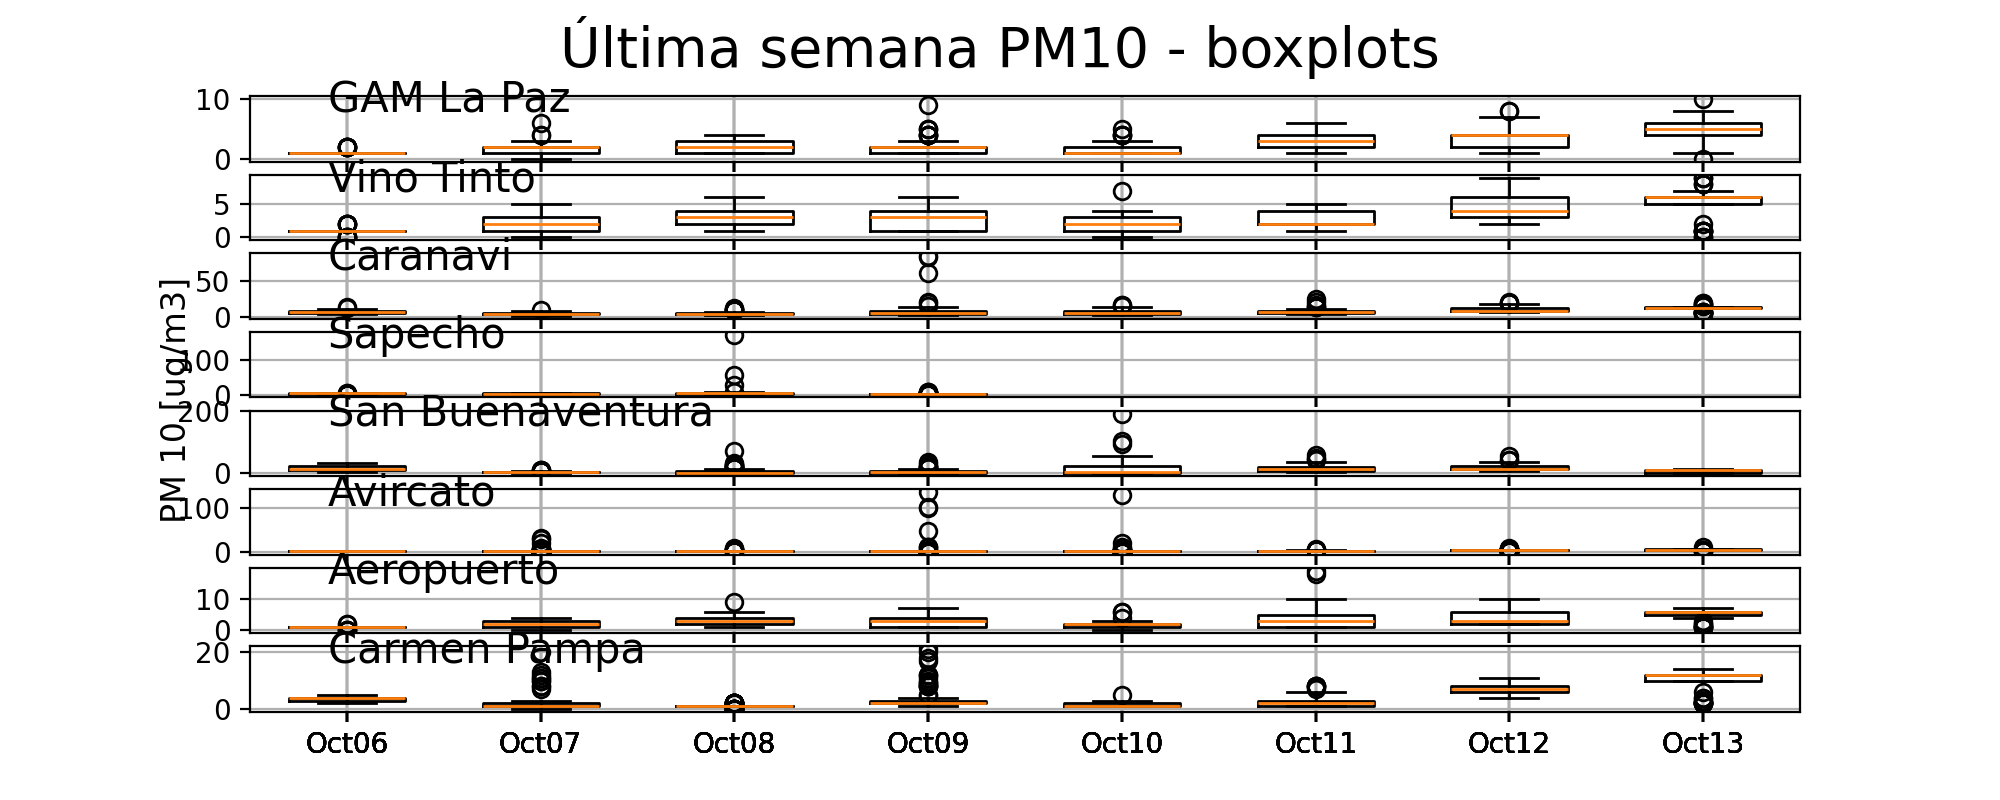 Última semana PM10 - boxplots
GAM La Paz
10
0
Vino Tinto
5
0
Caranavi
50
0
Sapecho
100
0
San Buenaventura
200
0
Avircato
100
0
Aeropuerto
10
0
Carmen Pampa
20
0
PM 10 [ug/m3]
Oct06 Oct07 Oct08 Oct09 Oct10 Oct11 Oct12 Oct13